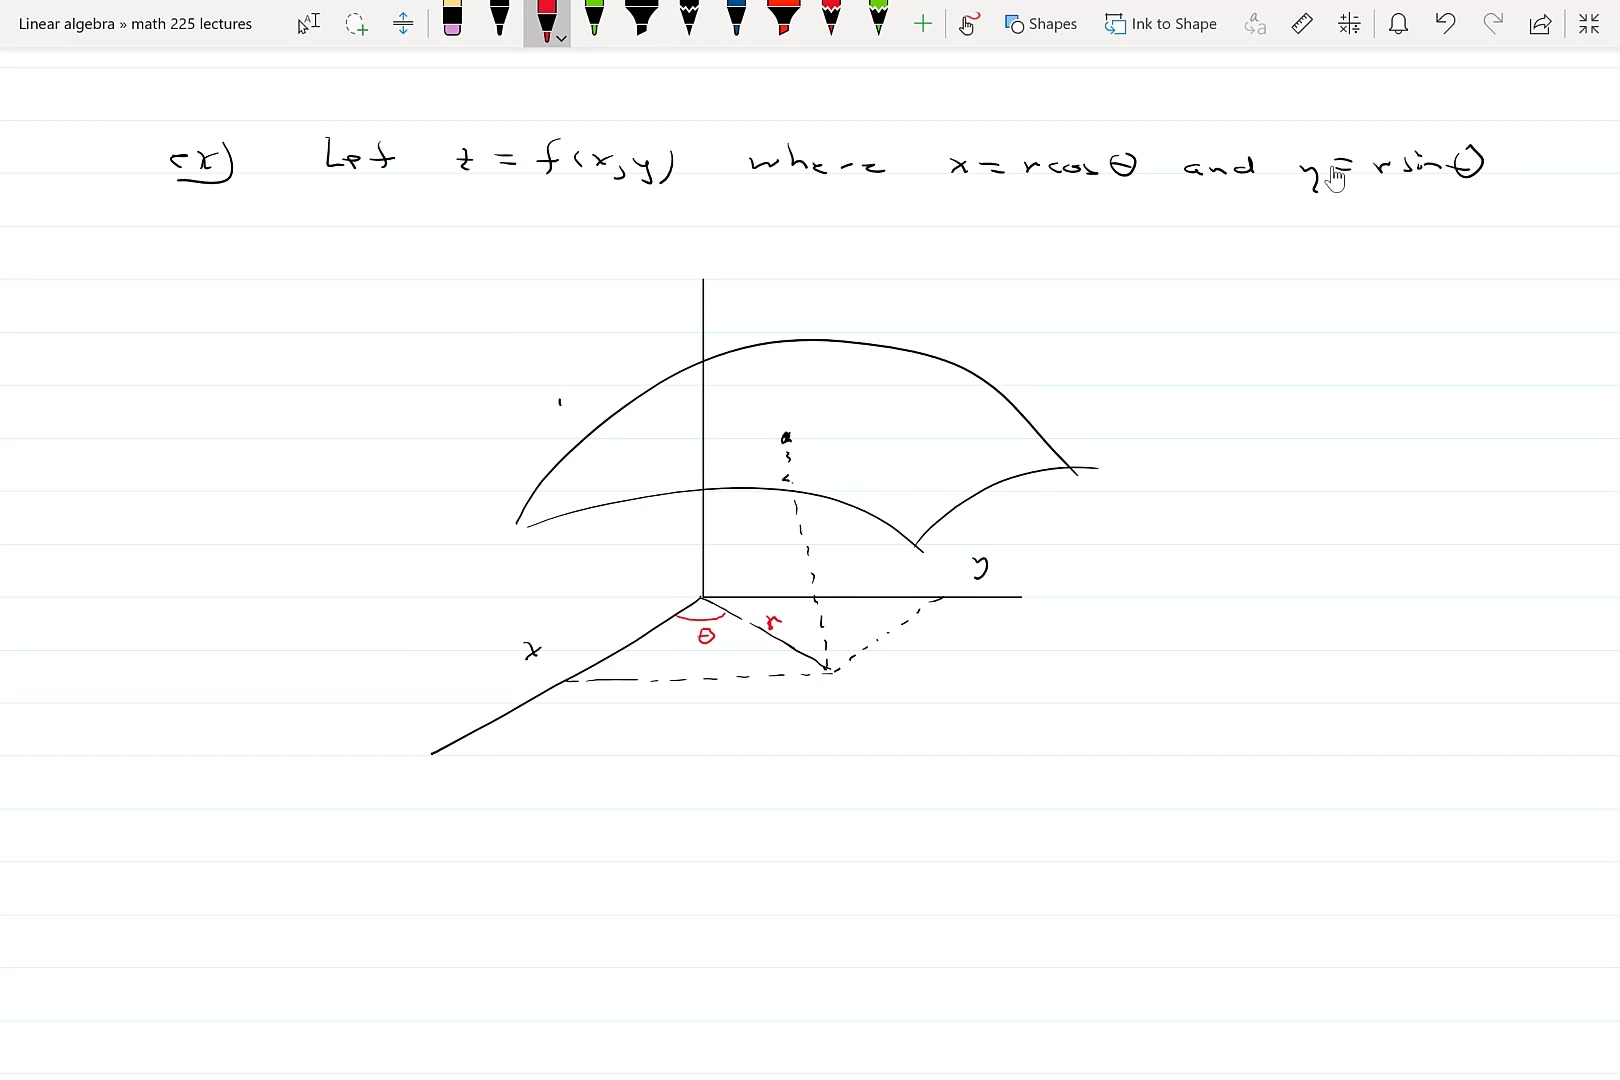 Linear algebra » math 225 lectures
Shapes
Ink to Shape
ex) Let z = f(x,y) where x = r cos θ and y = r sin θ
y
r
θ
x